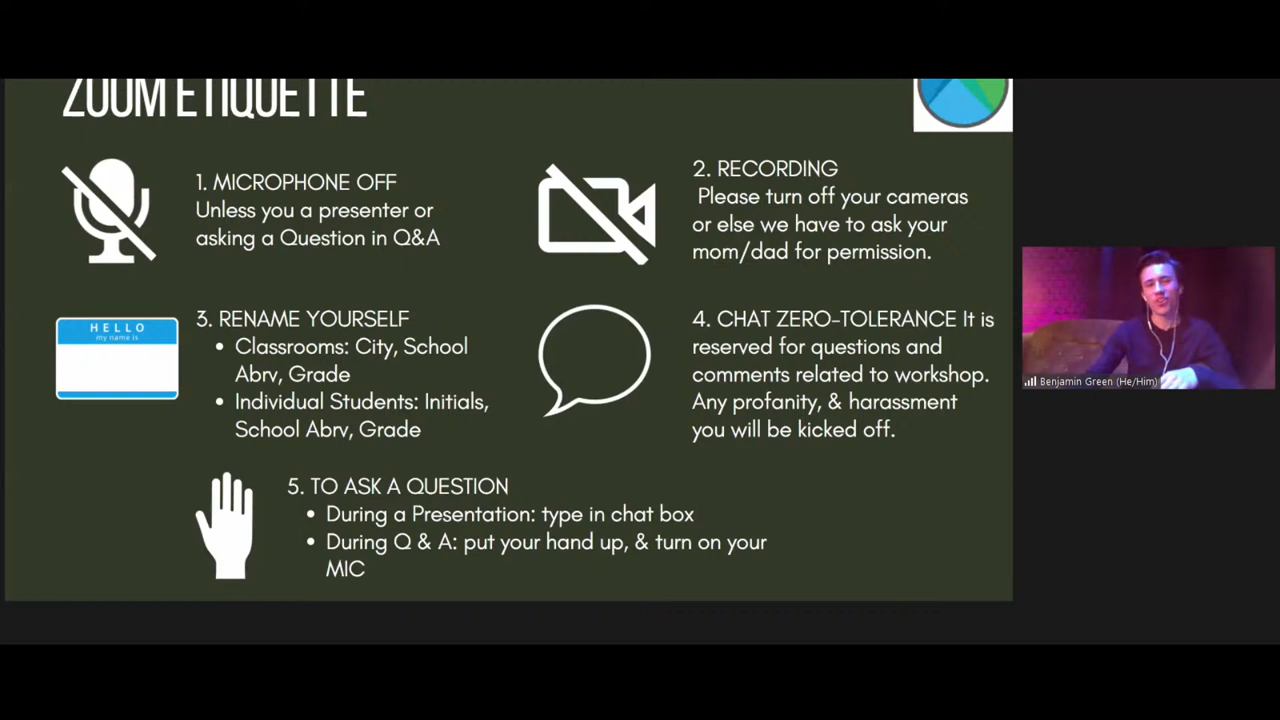 ZOOM ETIQUETTE
1. MICROPHONE OFF
Unless you a presenter or
asking a Question in Q&A
2. RECORDING
Please turn off your cameras
or else we have to ask your
mom/dad for permission.
HELLO
my name is
3. RENAME YOURSELF
• Classrooms: City, School
Abrv, Grade
• Individual Students: Initials,
School Abrv, Grade
4. CHAT ZERO-TOLERANCE It is
reserved for questions and
comments related to workshop.
Any profanity, & harassment
you will be kicked off.
5. TO ASK A QUESTION
• During a Presentation: type in chat box
• During Q & A: put your hand up, & turn on your
MIC
Benjamin Green (He/Him)